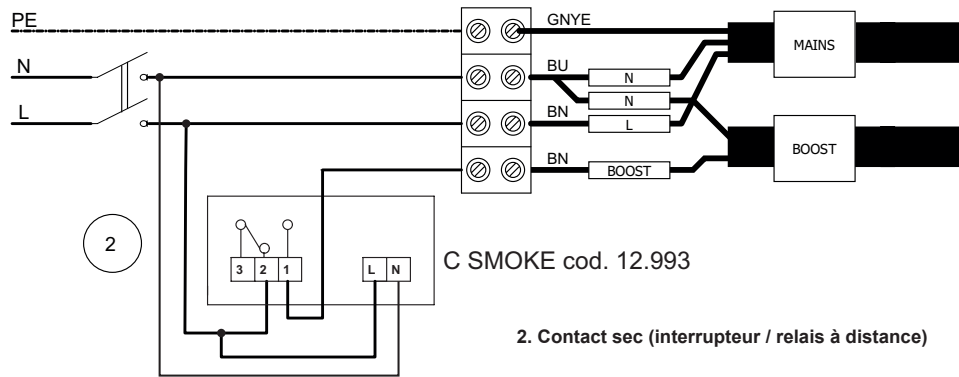 PE
GNYE
MAINS
N
BU
N
N
L
BN
L
BOOST
BN
BOOST
2
3 2 1
L N
C SMOKE cod. 12.993
2. Contact sec (interrupteur / relais à distance)